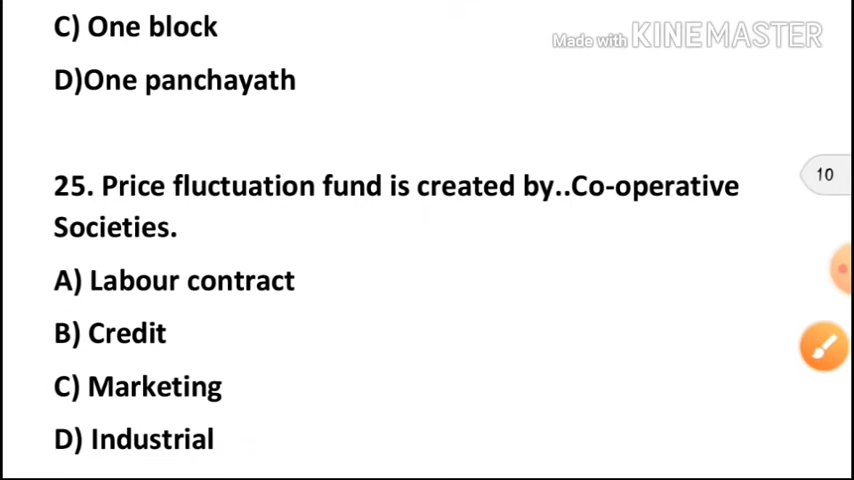 C) One block
Made with KINEMASTER
D)One panchayath
10
25. Price fluctuation fund is created by..Co-operative
Societies.
A) Labour contract
B) Credit
C) Marketing
D) Industrial